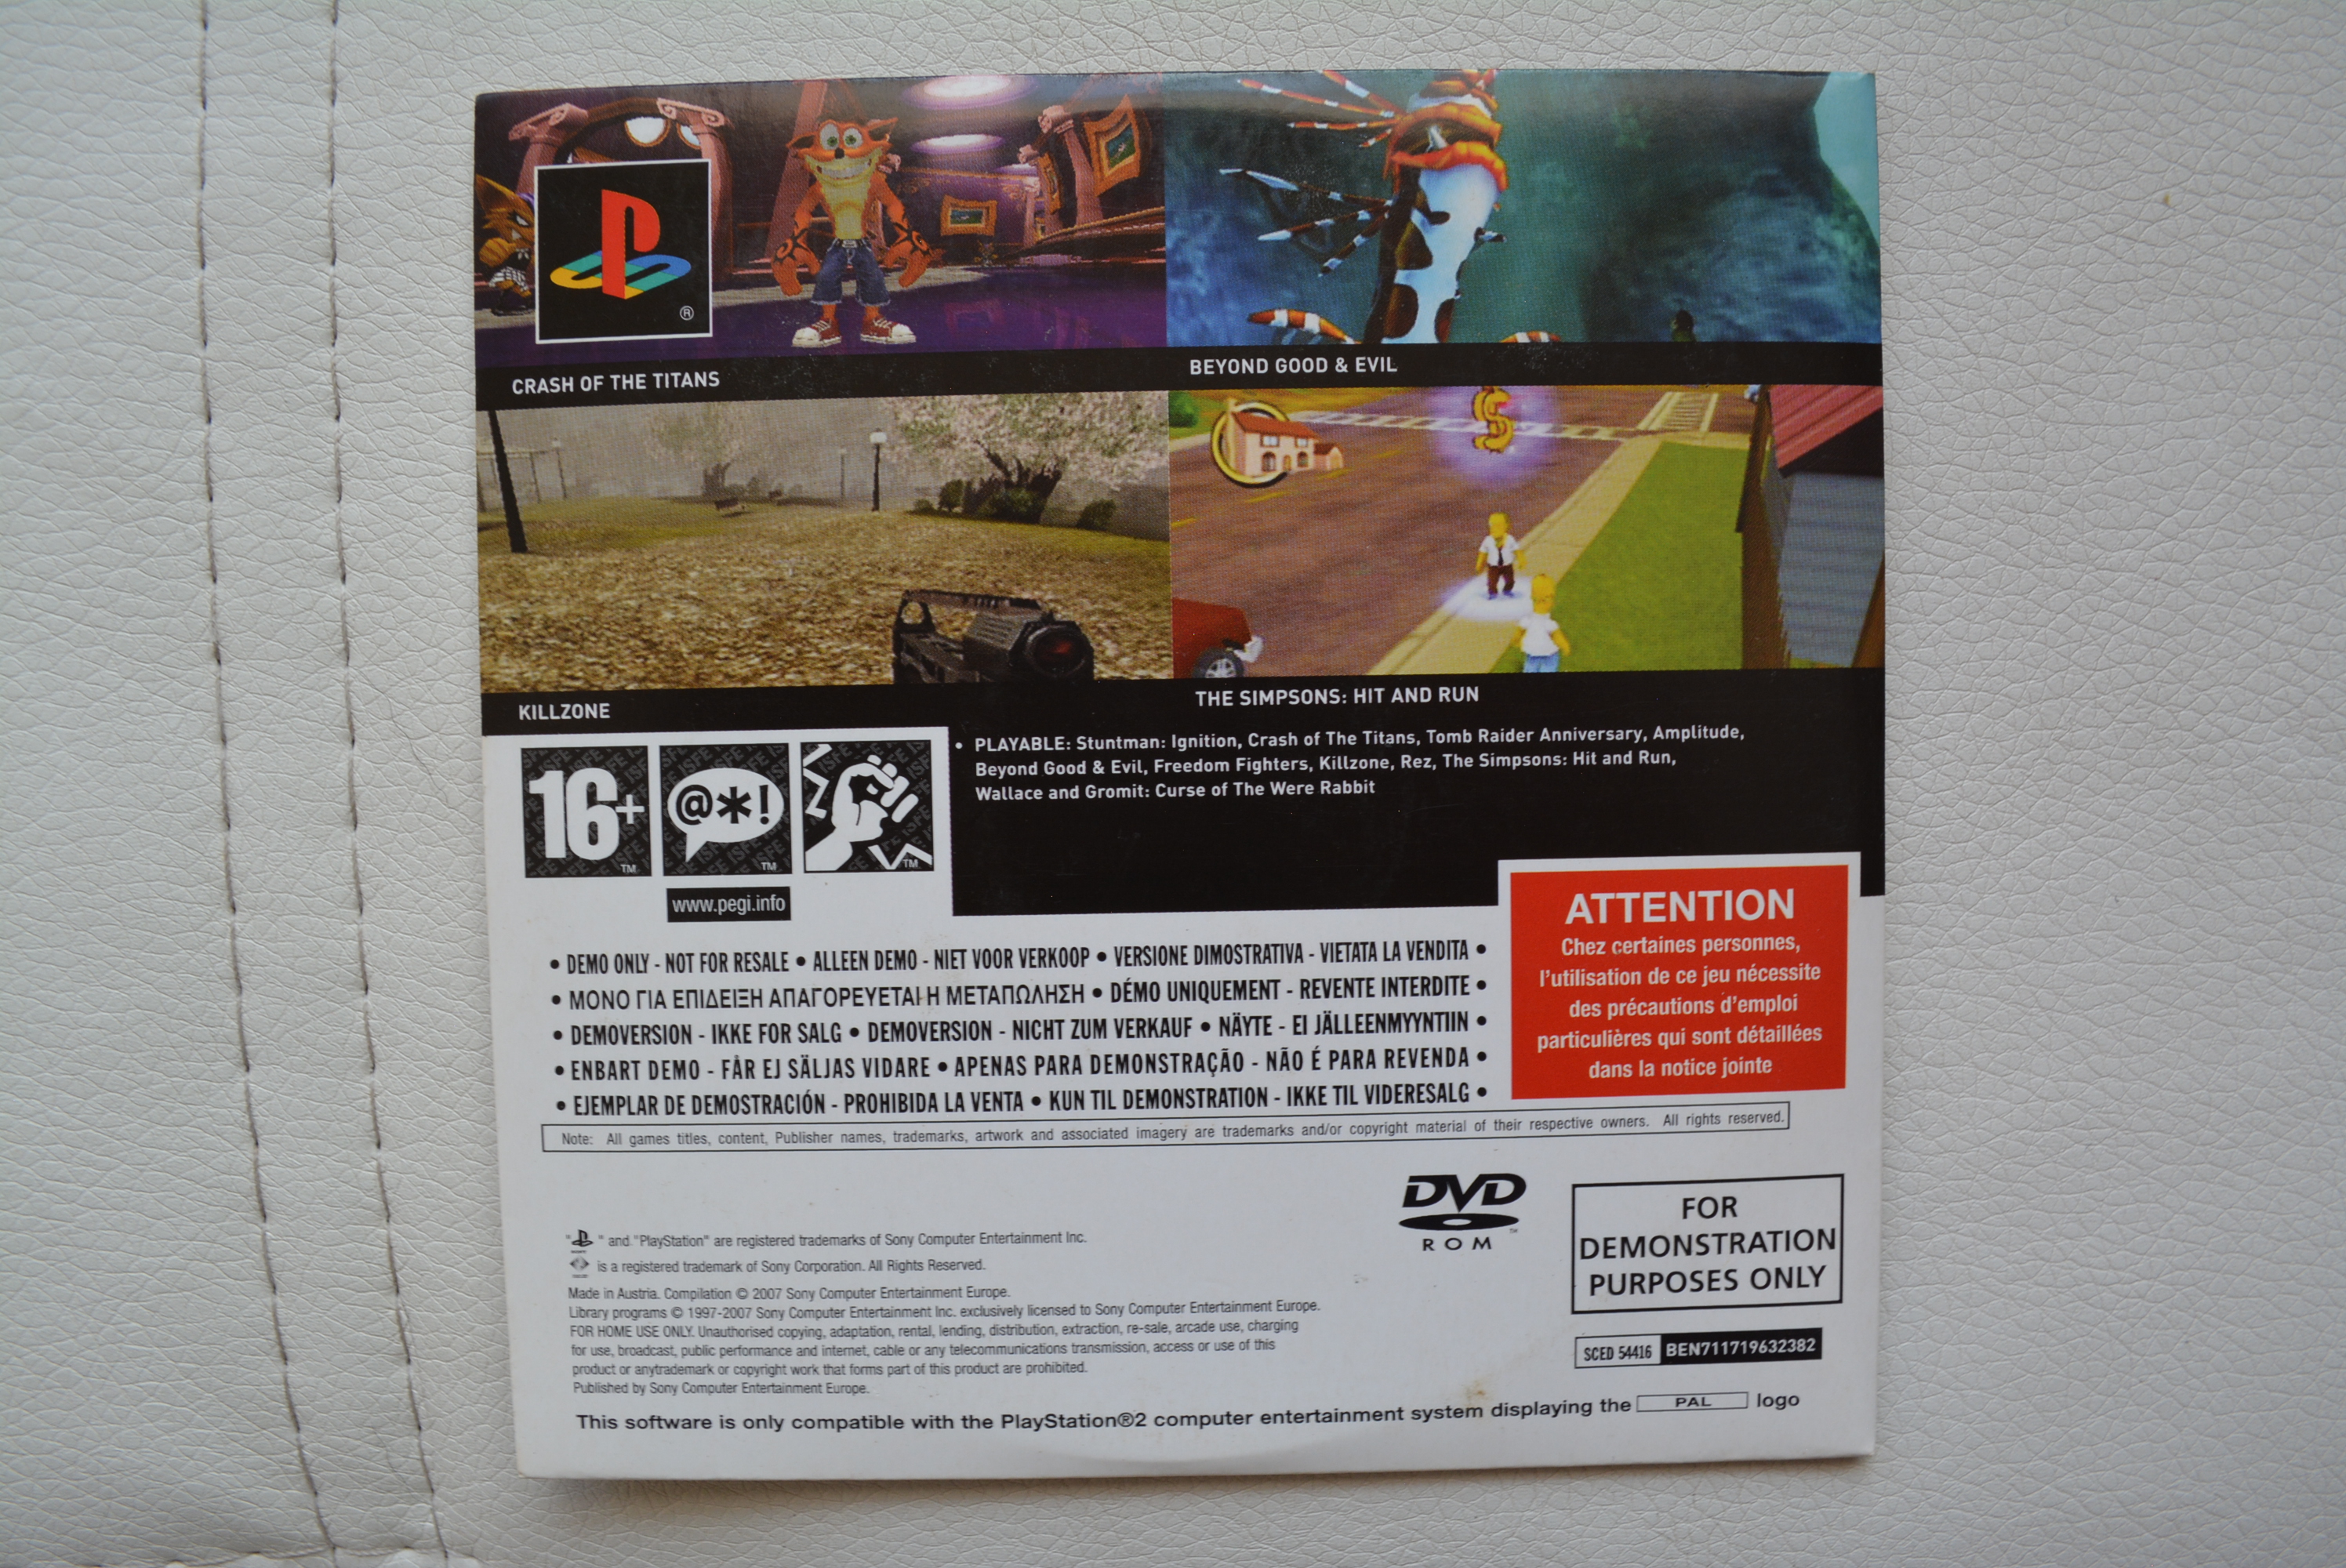 ®
CRASH OF THE TITANS
BEYOND GOOD & EVIL
KILLZONE
THE SIMPSONS: HIT AND RUN
16+
TM
@*!
TM
TM
www.pegi.info
• PLAYABLE: Stuntman: Ignition, Crash of The Titans, Tomb Raider Anniversary, Amplitude,
Beyond Good & Evil, Freedom Fighters, Killzone, Rez, The Simpsons: Hit and Run,
Wallace and Gromit: Curse of The Were Rabbit
• DEMO ONLY - NOT FOR RESALE • ALLEEN DEMO - NIET VOOR VERKOOP • VERSIONE DIMOSTRATIVA - VIETATA LA VENDITA •
• ΜΟΝΟ ΓΙΑ ΕΠΙΔΕΙΞΗ ΑΠΑΓΟΡΕΥΕΤΑΙ Η ΜΕΤΑΠΩΛΗΣΗ • DÉMO UNIQUEMENT - REVENTE INTERDITE •
• DEMOVERSION - IKKE FOR SALG • DEMOVERSION - NICHT ZUM VERKAUF • NÄYTE - EI JÄLLEENMYYNTIIN •
• ENBART DEMO - FÅR EJ SÄLJAS VIDARE • APENAS PARA DEMONSTRAÇÃO - NÃO É PARA REVENDA •
• EJEMPLAR DE DEMOSTRACIÓN - PROHIBIDA LA VENTA • KUN TIL DEMONSTRATION - IKKE TIL VIDERESALG •
ATTENTION
Chez certaines personnes,
l'utilisation de ce jeu nécessite
des précautions d'emploi
particulières qui sont détaillées
dans la notice jointe
Note: All games titles, content, Publisher names, trademarks, artwork and associated imagery are trademarks and/or copyright material of their respective owners. All rights reserved.
DVD
ROM
FOR
DEMONSTRATION
PURPOSES ONLY
" " and "PlayStation" are registered trademarks of Sony Computer Entertainment Inc.
is a registered trademark of Sony Corporation. All Rights Reserved.
Made in Austria. Compilation © 2007 Sony Computer Entertainment Europe.
Library programs © 1997-2007 Sony Computer Entertainment Inc. exclusively licensed to Sony Computer Entertainment Europe.
FOR HOME USE ONLY. Unauthorised copying, adaptation, rental, lending, distribution, extraction, re-sale, arcade use, charging
for use, broadcast, public performance and internet, cable or any telecommunications transmission, access or use of this
product or anytrademark or copyright work that forms part of this product are prohibited.
Published by Sony Computer Entertainment Europe.
SCED 54416 BEN711719632382
This software is only compatible with the PlayStation®2 computer entertainment system displaying the PAL logo